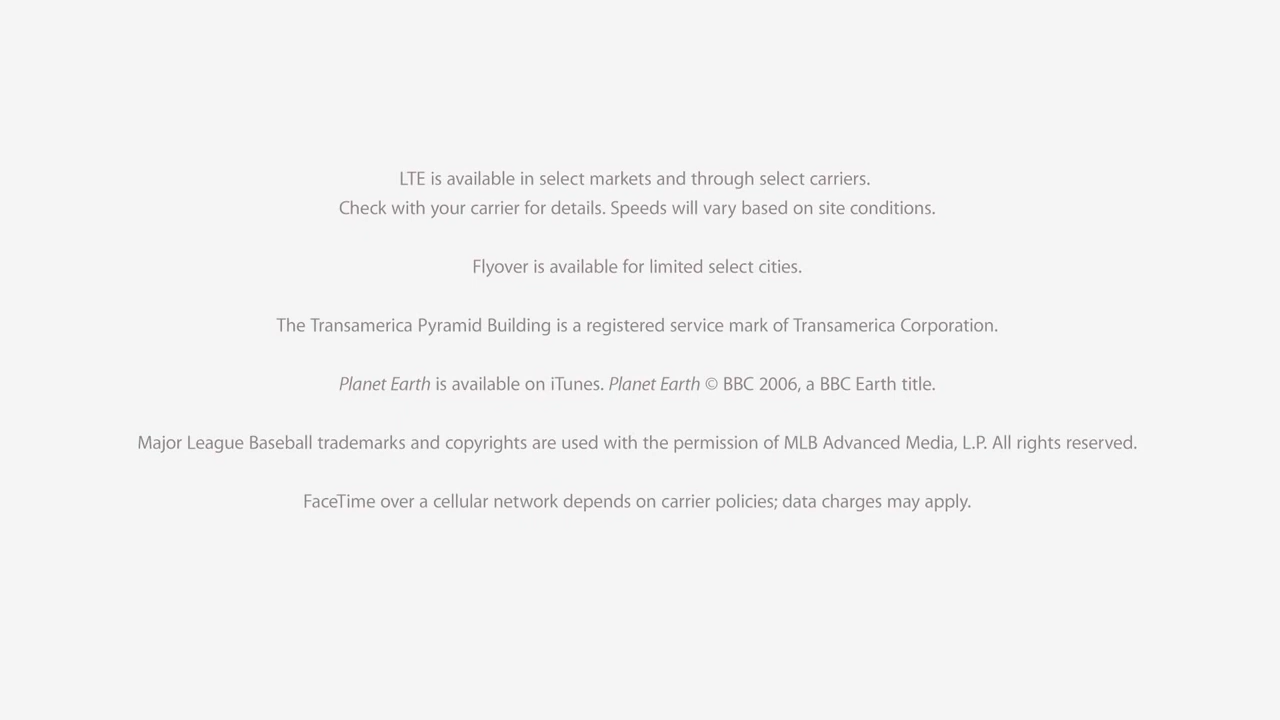 LTE is available in select markets and through select carriers.
Check with your carrier for details. Speeds will vary based on site conditions.
Flyover is available for limited select cities.
The Transamerica Pyramid Building is a registered service mark of Transamerica Corporation.
Planet Earth is available on iTunes. Planet Earth © BBC 2006, a BBC Earth title.
Major League Baseball trademarks and copyrights are used with the permission of MLB Advanced Media, L.P. All rights reserved.
FaceTime over a cellular network depends on carrier policies; data charges may apply.